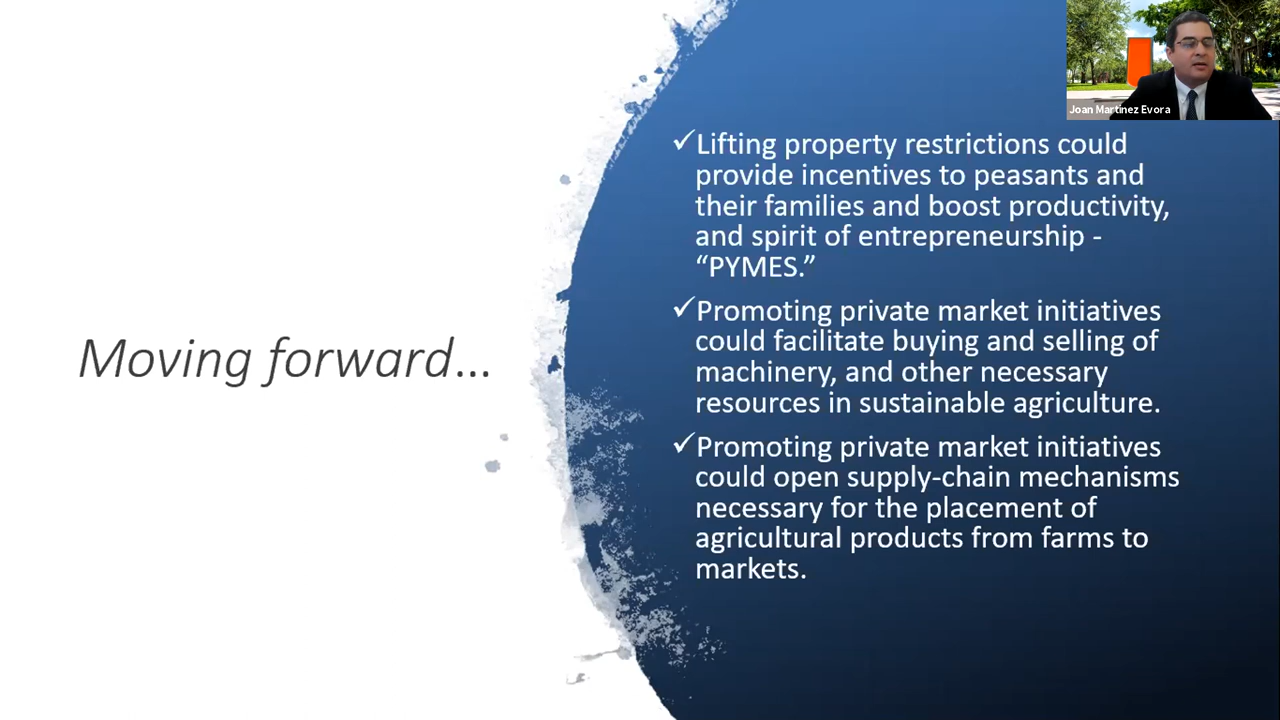 Joan Martinez Evora
Moving forward…
✓Lifting property restrictions could
provide incentives to peasants and
their families and boost productivity,
and spirit of entrepreneurship -
“PYMES.”
✓Promoting private market initiatives
could facilitate buying and selling of
machinery, and other necessary
resources in sustainable agriculture.
✓Promoting private market initiatives
could open supply-chain mechanisms
necessary for the placement of
agricultural products from farms to
markets.